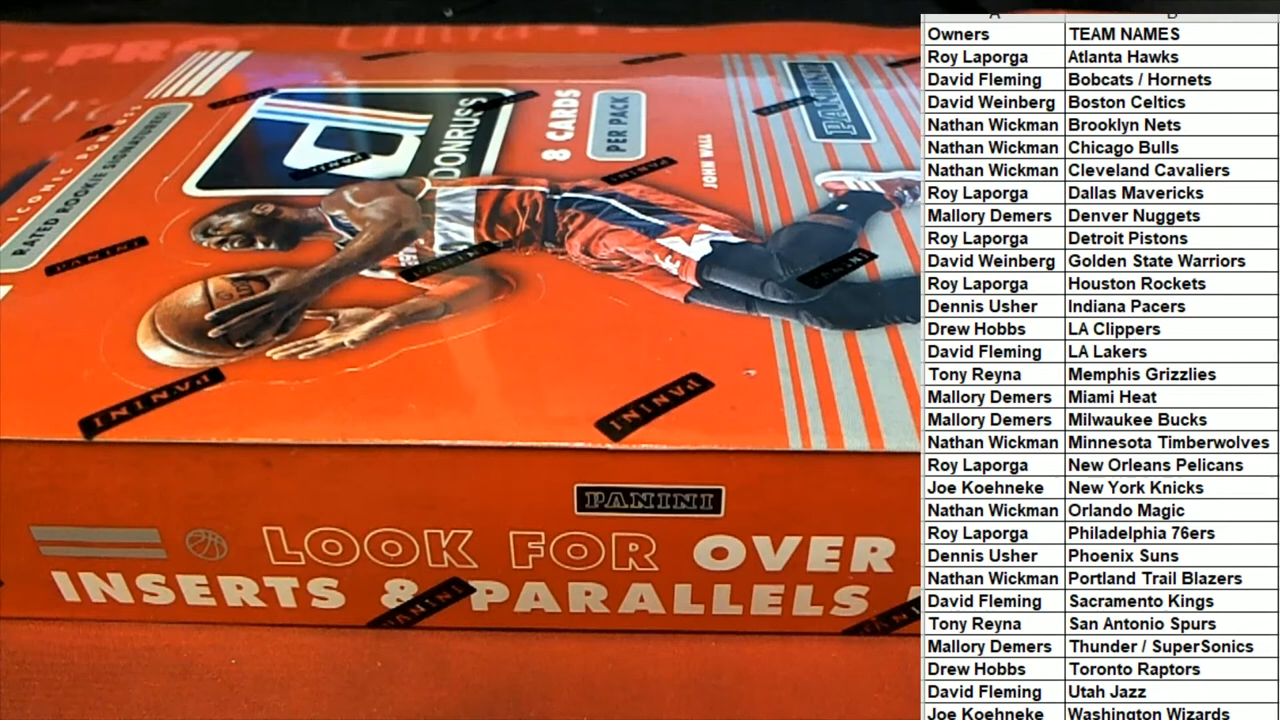 ICONIC BONUSES
RATED ROOKIE SIGNATURES
DONRUSS
8 CARDS
PER PACK
JOHN WALL
PANINI
PANINI
PANINI
PANINI
PANINI
PANINI
PANINI
PANINI
LOOK FOR OVER
INSERTS & PARALLELS
A B
Owners TEAM NAMES
Roy Laporga Atlanta Hawks
David Fleming Bobcats / Hornets
David Weinberg Boston Celtics
Nathan Wickman Brooklyn Nets
Nathan Wickman Chicago Bulls
Nathan Wickman Cleveland Cavaliers
Roy Laporga Dallas Mavericks
Mallory Demers Denver Nuggets
Roy Laporga Detroit Pistons
David Weinberg Golden State Warriors
Roy Laporga Houston Rockets
Dennis Usher Indiana Pacers
Drew Hobbs LA Clippers
David Fleming LA Lakers
Tony Reyna Memphis Grizzlies
Mallory Demers Miami Heat
Mallory Demers Milwaukee Bucks
Nathan Wickman Minnesota Timberwolves
Roy Laporga New Orleans Pelicans
Joe Koehneke New York Knicks
Nathan Wickman Orlando Magic
Roy Laporga Philadelphia 76ers
Dennis Usher Phoenix Suns
Nathan Wickman Portland Trail Blazers
David Fleming Sacramento Kings
Tony Reyna San Antonio Spurs
Mallory Demers Thunder / SuperSonics
Drew Hobbs Toronto Raptors
David Fleming Utah Jazz
Joe Koehneke Washington Wizards